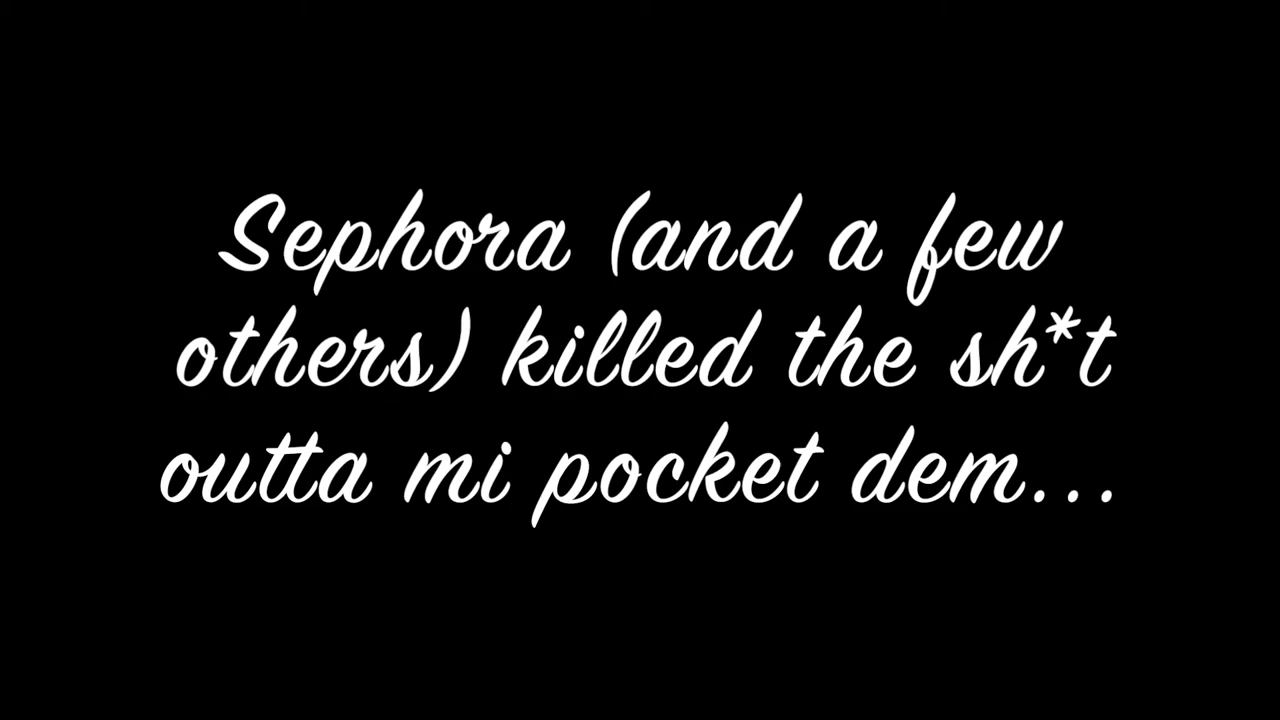 Sephora (and a few
others) killed the sh*t
outta mi pocket dem...